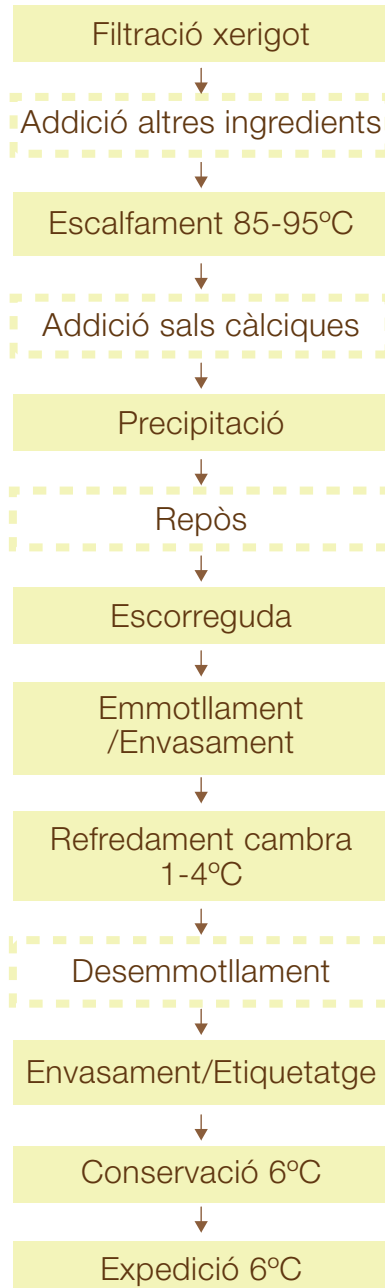 Filtració xerigot
Addició altres ingredients
Escalfament 85-95ºC
Addició sals càlciques
Precipitació
Repòs
Escorreguda
Emmotllament
/Envasament
Refredament cambra
1-4ºC
Desemmotllament
Envasament/Etiquetatge
Conservació 6ºC
Expedició 6ºC